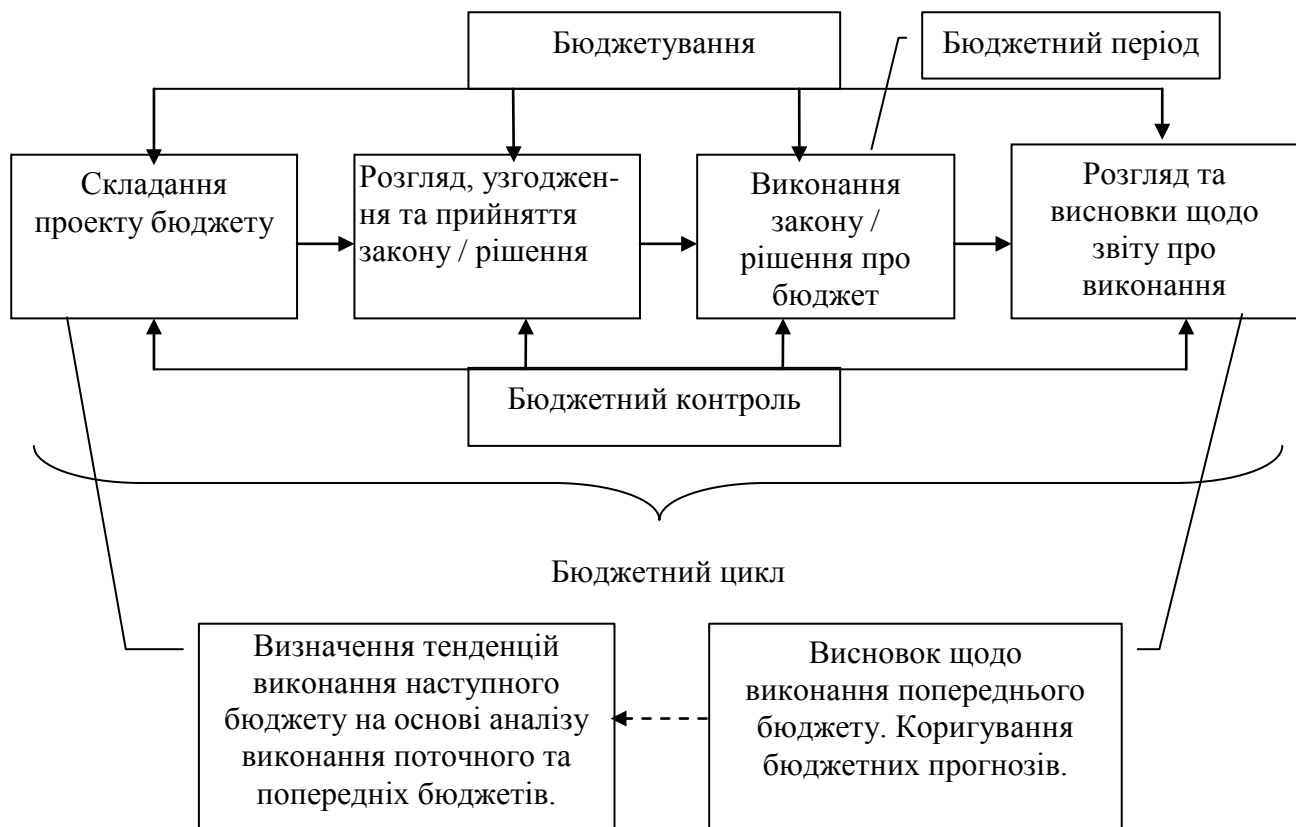 Бюджетування
Бюджетний період
Складання
проекту бюджету
Розгляд, узгоджен-
ня та прийняття
закону / рішення
Виконання
закону /
рішення про
бюджет
Розгляд та
висновки щодо
звіту про
виконання
Бюджетний контроль
Бюджетний цикл
Визначення тенденцій
виконання наступного
бюджету на основі аналізу
виконання поточного та
попередніх бюджетів.
Висновок щодо
виконання попереднього
бюджету. Коригування
бюджетних прогнозів.